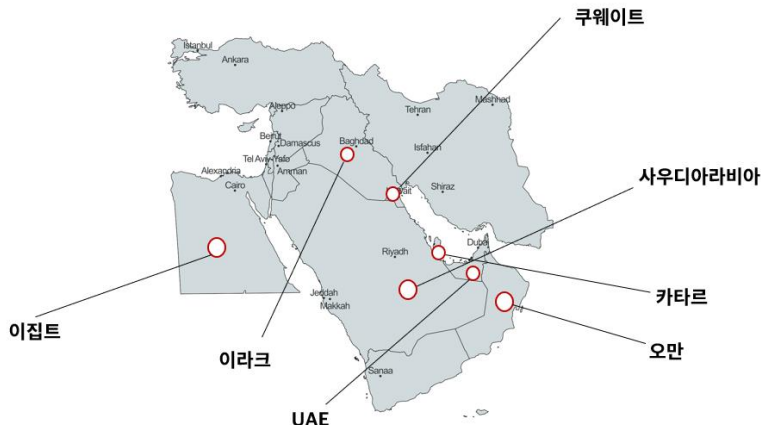 쿠웨이트
Istanbul
Ankara
Mashhad
Tehran
Aleppo
Beirut
Damascus
Baghdad
Isfahan
Tel Aviv-Yafo
Amman
Alexandria
Cairo
Shiraz
사우디아라비아
Dubai
Riyadh
Jeddah
Makkah
카타르
이집트
오만
이라크
Sanaa
UAE